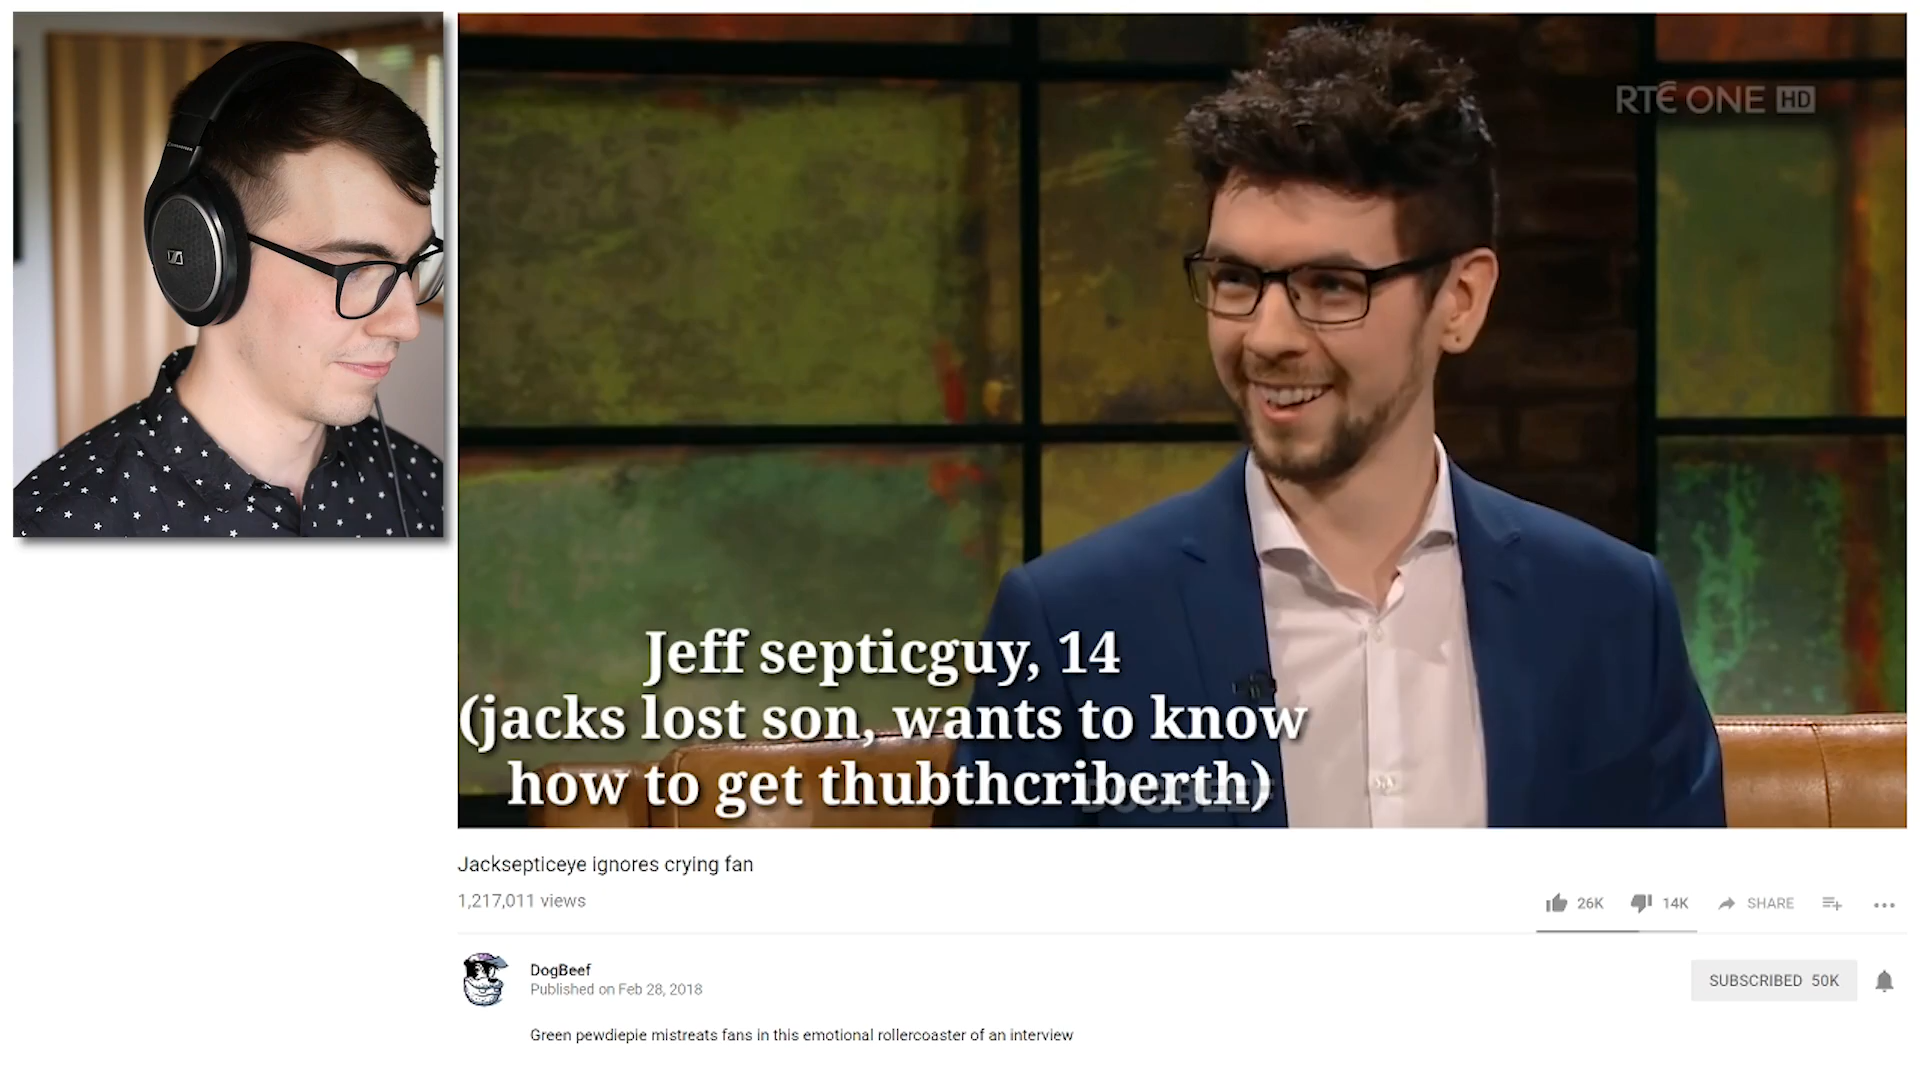 RTÉ ONE HD
Jeff septicguy, 14
(jacks lost son, wants to know
how to get thubthcriberth)
DOGBEEF
Jacksepticeye ignores crying fan
1,217,011 views
26K
14K
SHARE
DogBeef
Published on Feb 28, 2018
SUBSCRIBED 50K
Green pewdiepie mistreats fans in this emotional rollercoaster of an interview